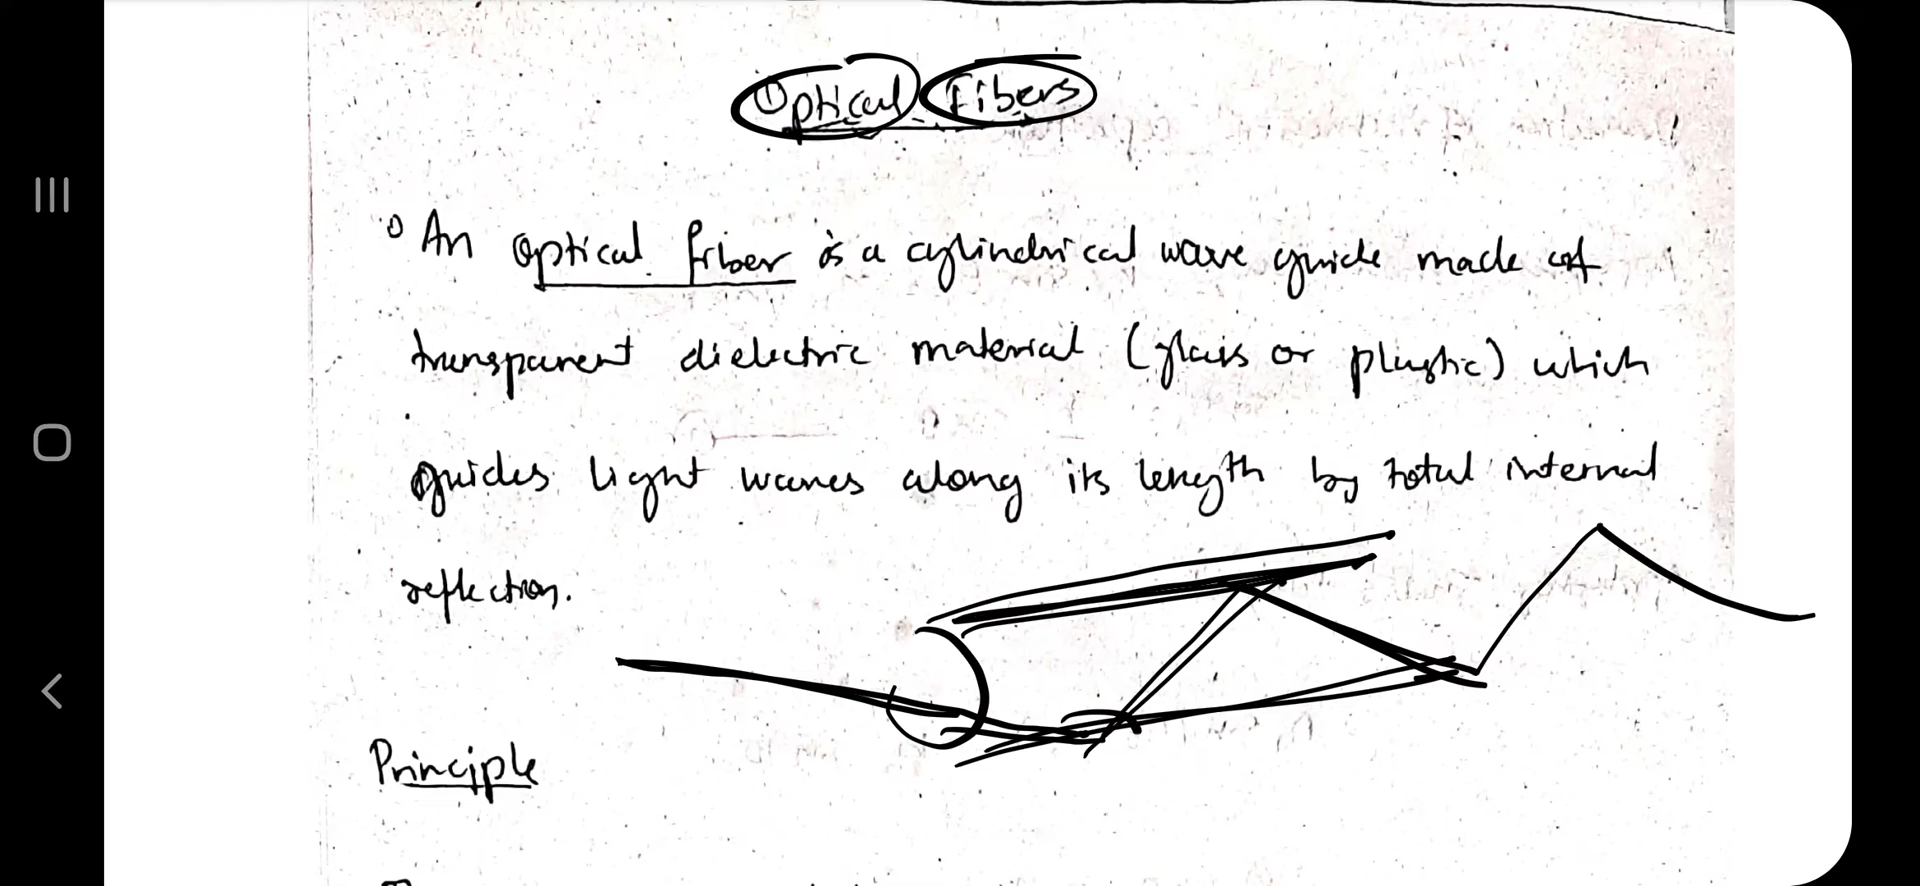 Optical Fibers
① An optical fiber is a cylindrical wave guide made of
transparent dielectric material (glass or plastic) which
guides light waves along its length by total internal
reflection.
Principle